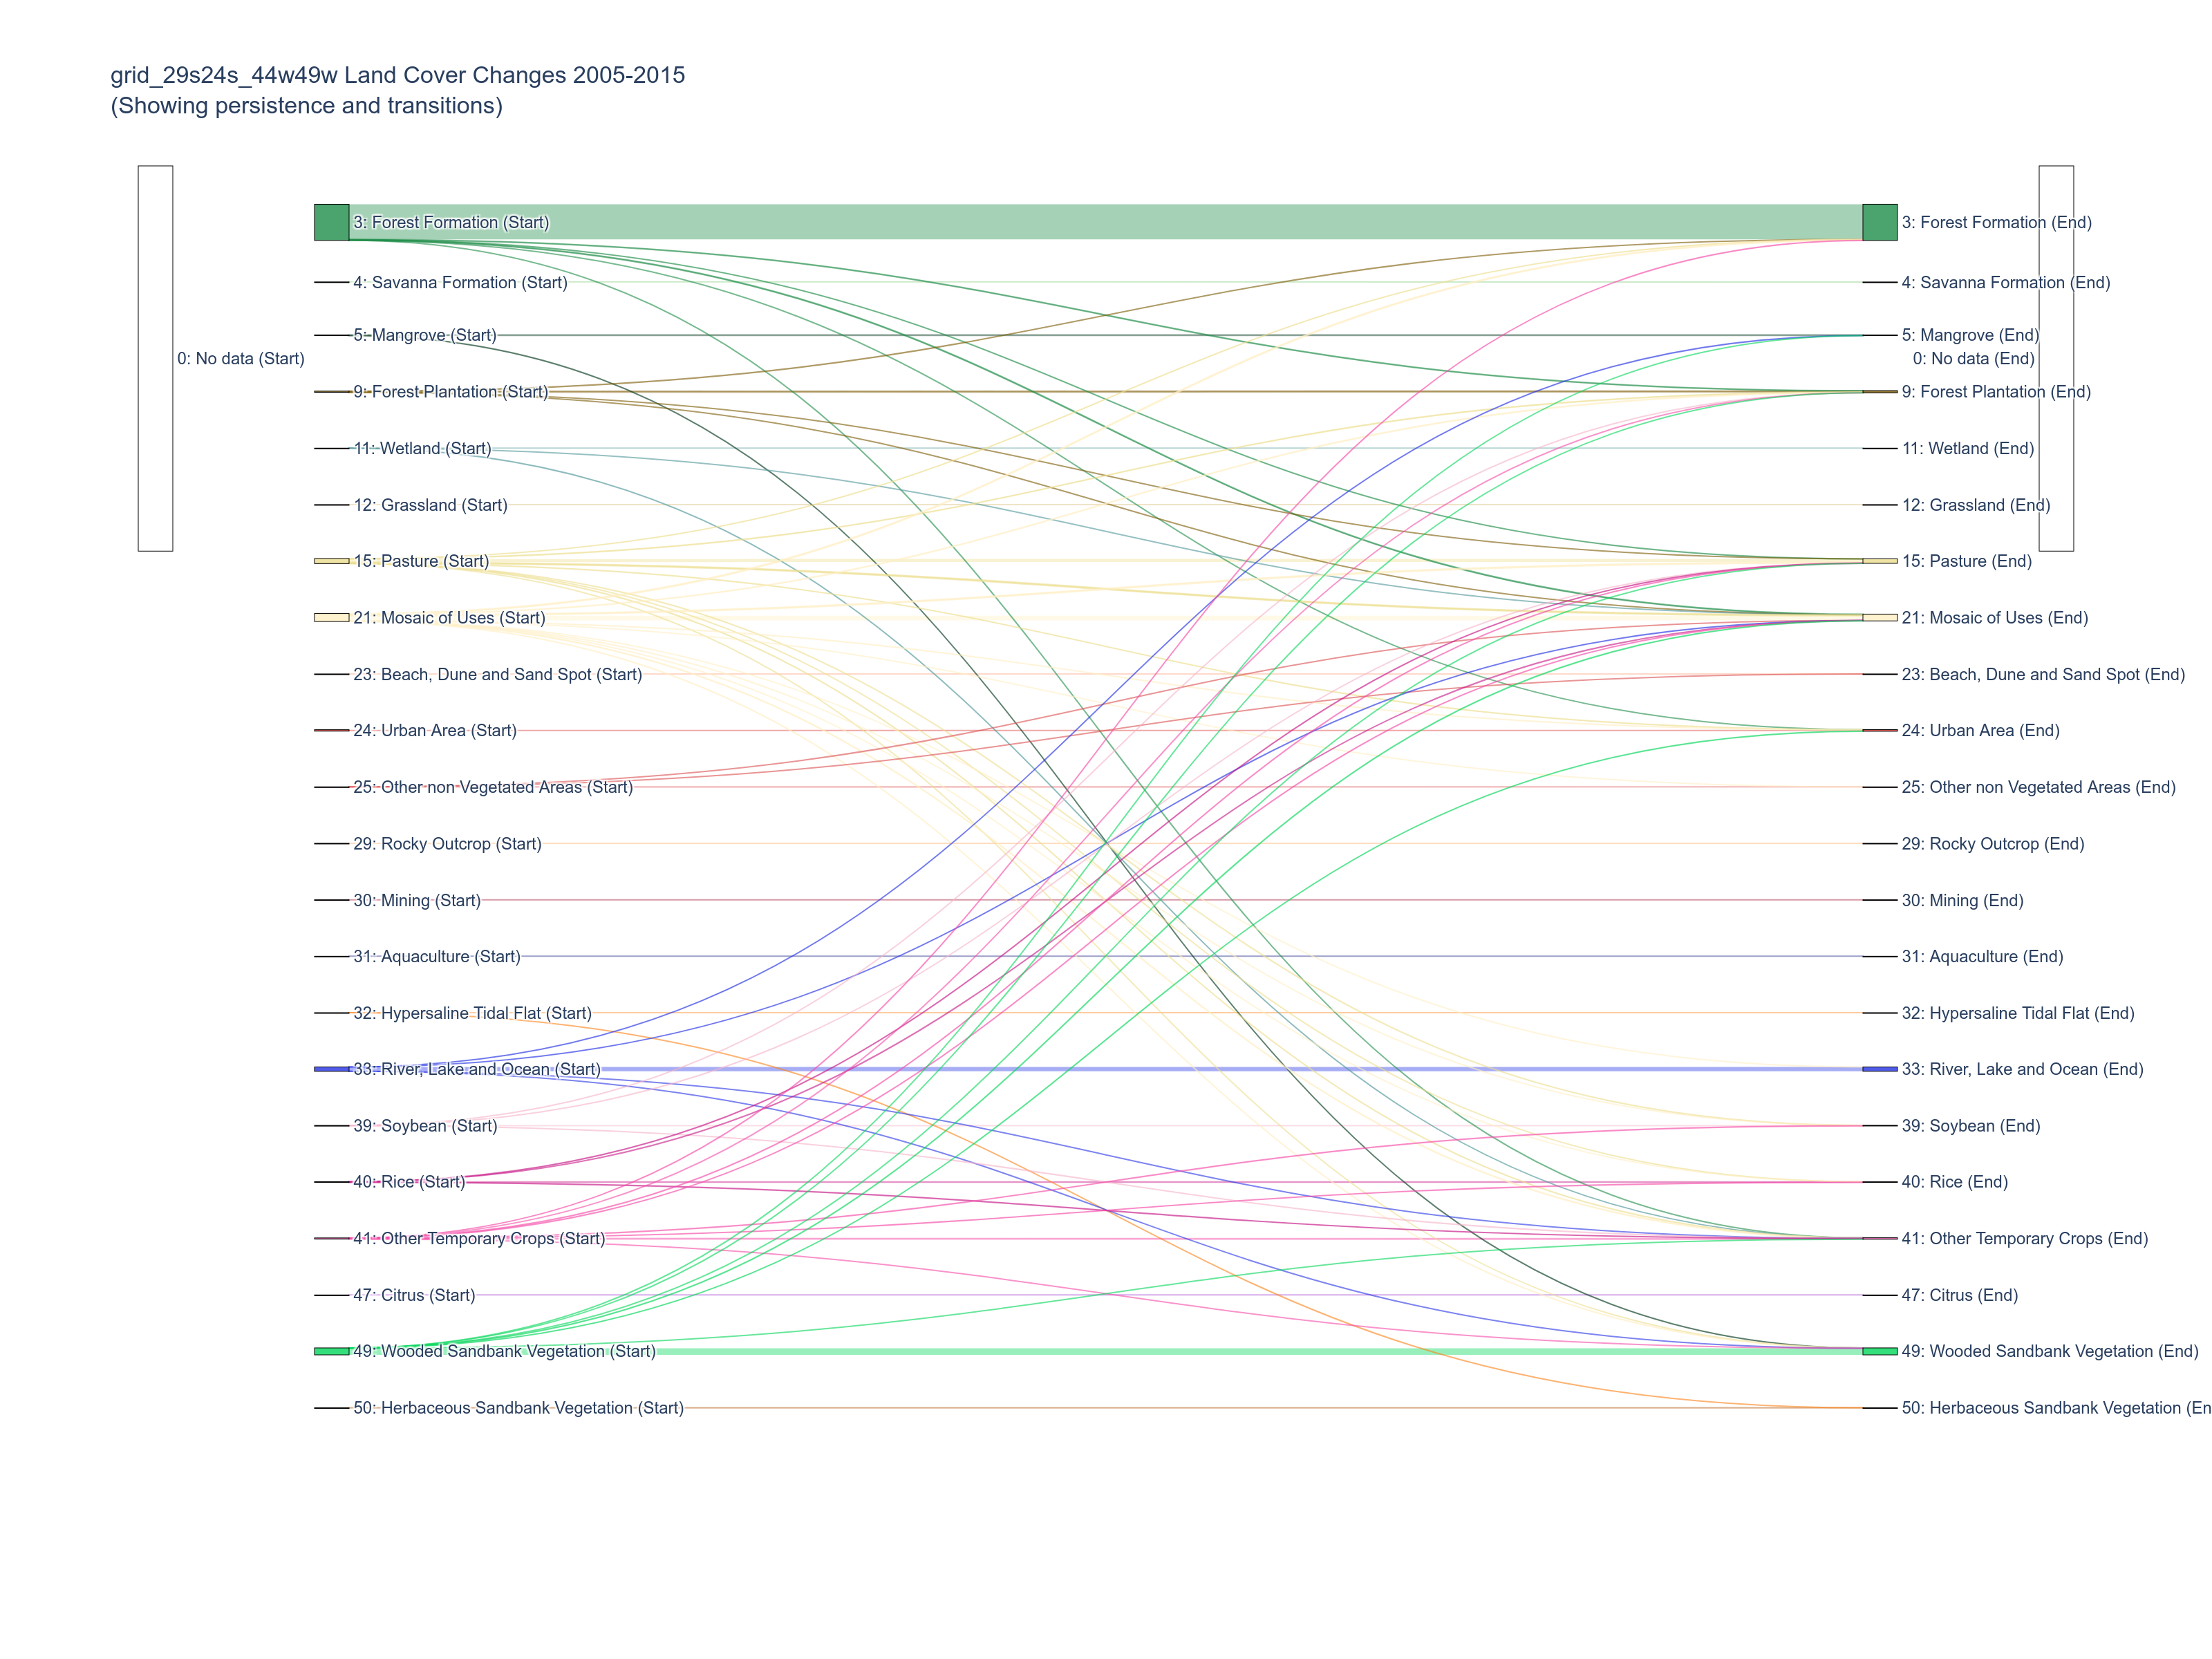 grid_29s24s_44w49w Land Cover Changes 2005-2015
(Showing persistence and transitions)
0: No data (Start)
3: Forest Formation (Start)
4: Savanna Formation (Start)
5: Mangrove (Start)
9: Forest Plantation (Start)
11: Wetland (Start)
12: Grassland (Start)
15: Pasture (Start)
21: Mosaic of Uses (Start)
23: Beach, Dune and Sand Spot (Start)
24: Urban Area (Start)
25: Other non Vegetated Areas (Start)
29: Rocky Outcrop (Start)
30: Mining (Start)
31: Aquaculture (Start)
32: Hypersaline Tidal Flat (Start)
33: River, Lake and Ocean (Start)
39: Soybean (Start)
40: Rice (Start)
41: Other Temporary Crops (Start)
47: Citrus (Start)
49: Wooded Sandbank Vegetation (Start)
50: Herbaceous Sandbank Vegetation (Start)
3: Forest Formation (End)
4: Savanna Formation (End)
5: Mangrove (End)
0: No data (End)
9: Forest Plantation (End)
11: Wetland (End)
12: Grassland (End)
15: Pasture (End)
21: Mosaic of Uses (End)
23: Beach, Dune and Sand Spot (End)
24: Urban Area (End)
25: Other non Vegetated Areas (End)
29: Rocky Outcrop (End)
30: Mining (End)
31: Aquaculture (End)
32: Hypersaline Tidal Flat (End)
33: River, Lake and Ocean (End)
39: Soybean (End)
40: Rice (End)
41: Other Temporary Crops (End)
47: Citrus (End)
49: Wooded Sandbank Vegetation (End)
50: Herbaceous Sandbank Vegetation (En